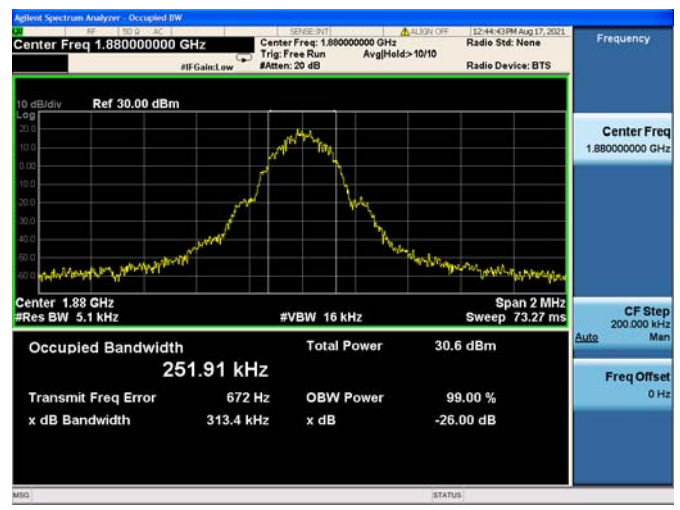 Agilent Spectrum Analyzer - Occupied BW
RF 50 Ω AC SENSE:INT ALIGN OFF 12:44:43 PM Aug 17, 2021
Center Freq 1.880000000 GHz
Center Freq: 1.880000000 GHz
Radio Std: None
Trig: Free Run Avg|Hold:> 10/10
#IFGain:Low
#Atten: 20 dB
Radio Device: BTS
Frequency
10 dB/div Ref 30.00 dBm
Log
20.0
10.0
0.00
-10.0
-20.0
-30.0
-40.0
-50.0
-60.0
Center 1.88 GHz
Span 2 MHz
#Res BW 5.1 kHz
#VBW 16 kHz
Sweep 73.27 ms
Occupied Bandwidth
251.91 kHz
Total Power 30.6 dBm
Transmit Freq Error 672 Hz
OBW Power 99.00 %
x dB Bandwidth 313.4 kHz
x dB -26.00 dB
Center Freq
1.880000000 GHz
CF Step
200.000 kHz
Auto Man
Freq Offset
0 Hz
MSG
STATUS